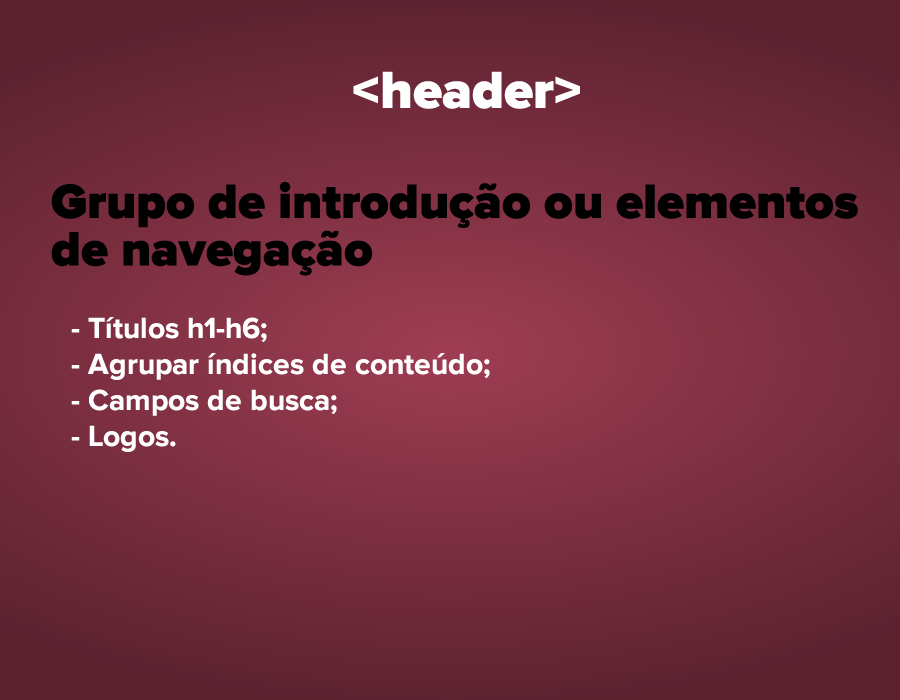 <header>
Grupo de introdução ou elementos
de navegação
- Títulos h1-h6;
- Agrupar índices de conteúdo;
- Campos de busca;
- Logos.